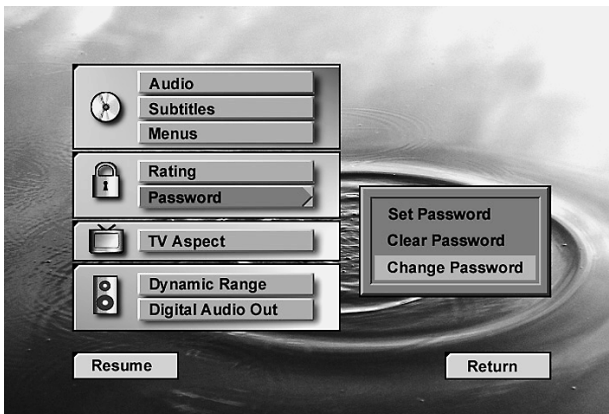 Audio
Subtitles
Menus
Rating
Password
TV Aspect
Dynamic Range
Digital Audio Out
Set Password
Clear Password
Change Password
Resume
Return